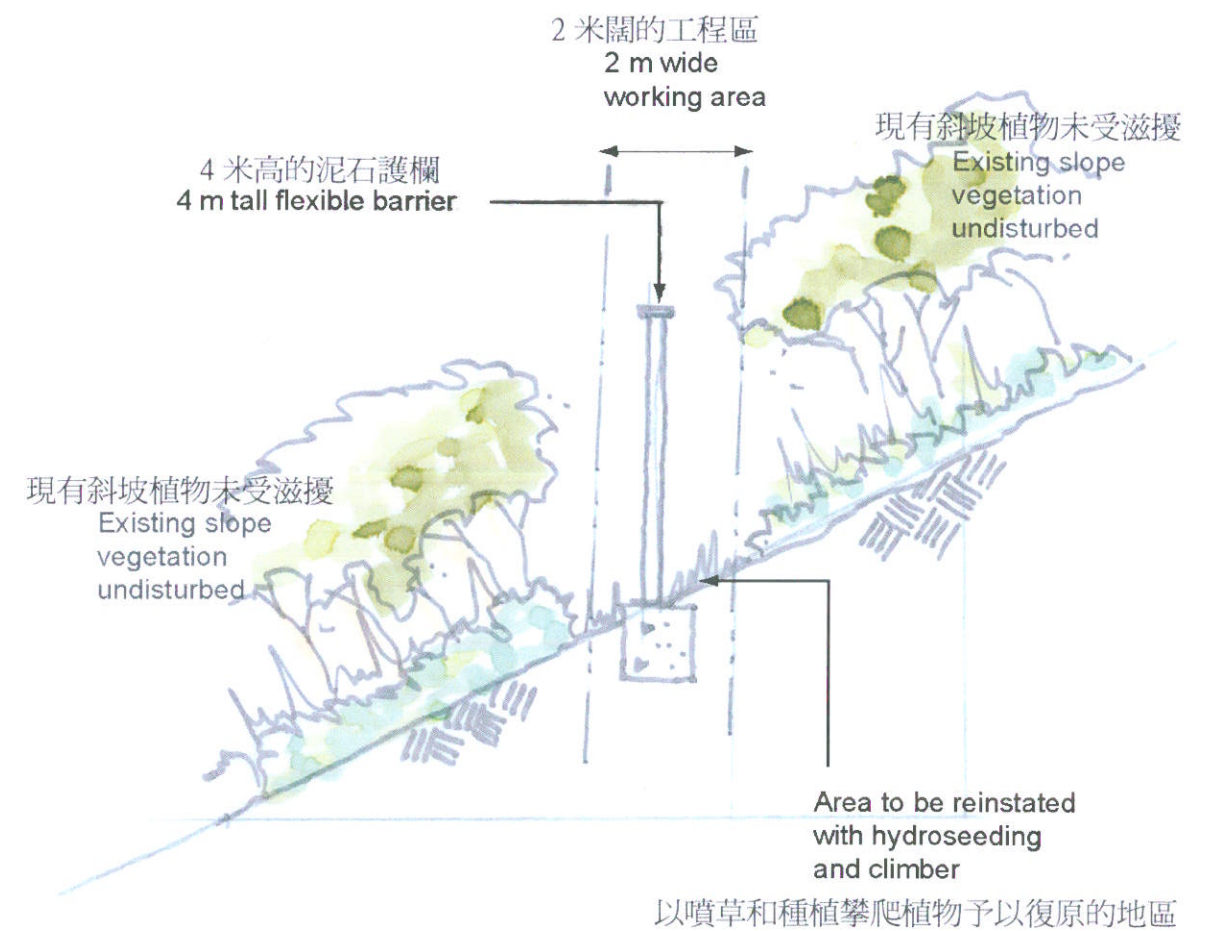 2 米闊的工程區
2 m wide
working area
現有斜坡植物未受滋擾
Existing slope
vegetation
undisturbed
4 米高的泥石護欄
4 m tall flexible barrier
現有斜坡植物未受滋擾
Existing slope
vegetation
undisturbed
Area to be reinstated
with hydroseeding
and climber
以噴草和種植攀爬植物予以復原的地區